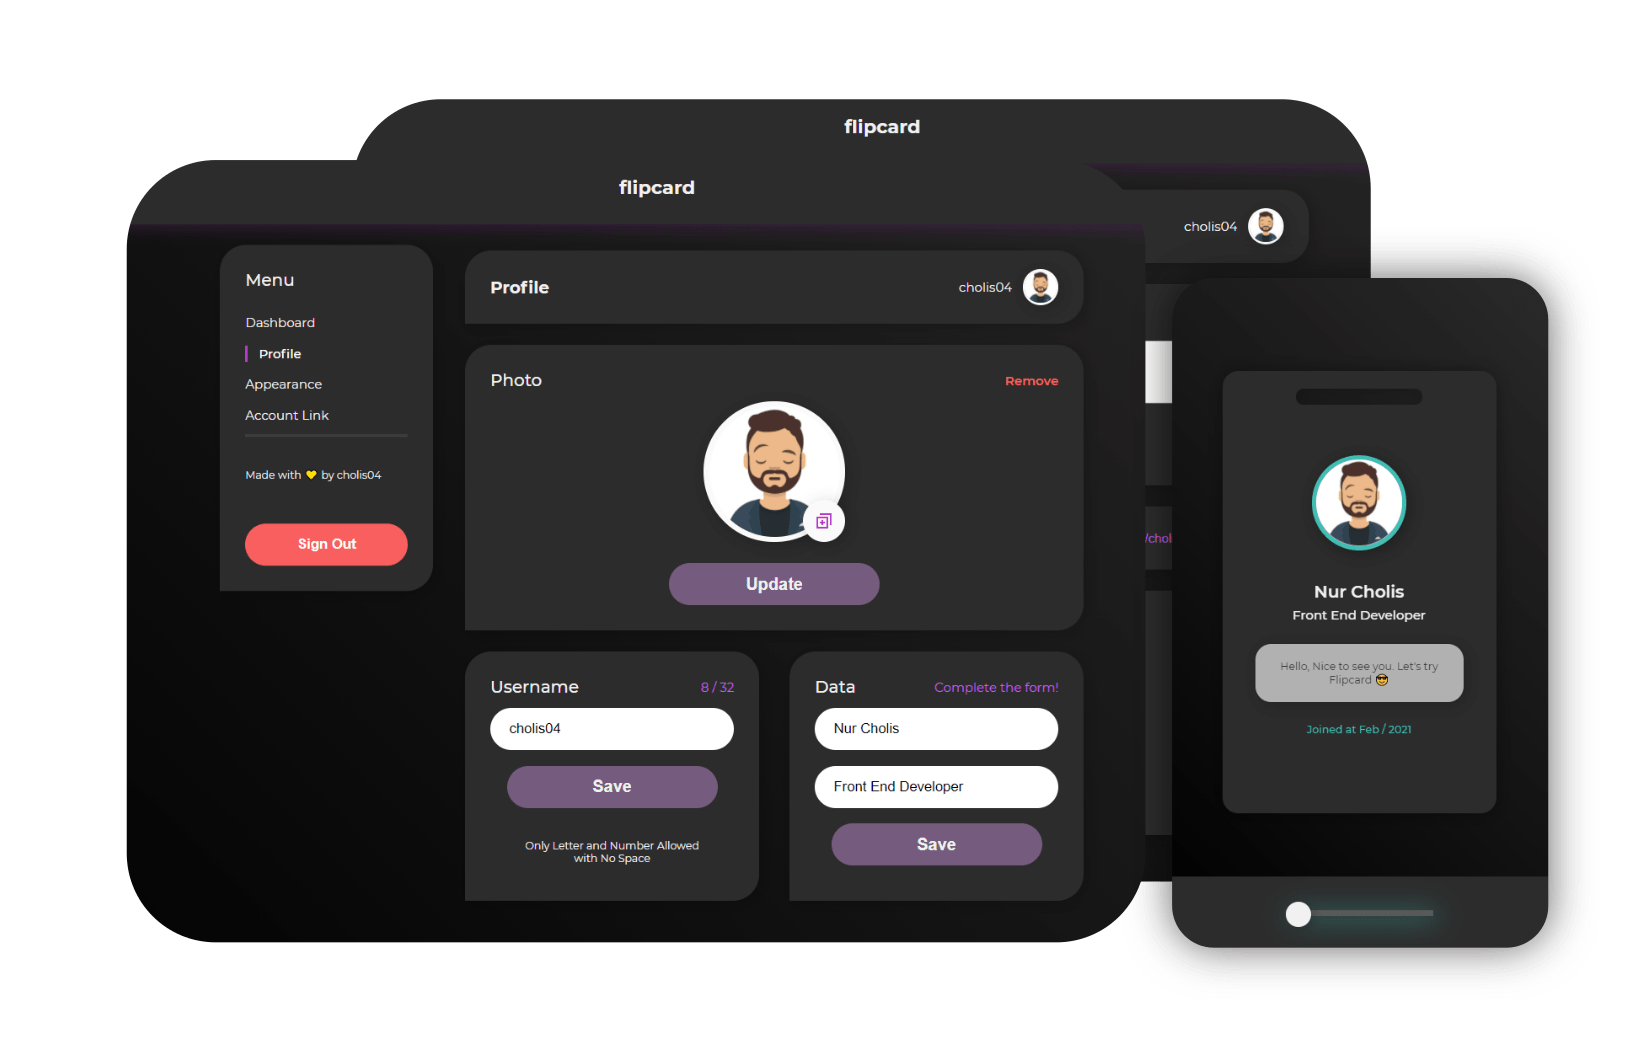 flipcard
flipcard
cholis04
Menu
Dashboard
Profile
Appearance
Account Link
Made with 💛 by cholis04
Sign Out
Profile
cholis04
Photo
Remove
Update
Username
8 / 32
cholis04
Save
Only Letter and Number Allowed
with No Space
Data
Complete the form!
Nur Cholis
Front End Developer
Save
/chol
Nur Cholis
Front End Developer
Hello, Nice to see you. Let's try
Flipcard 😎
Joined at Feb / 2021